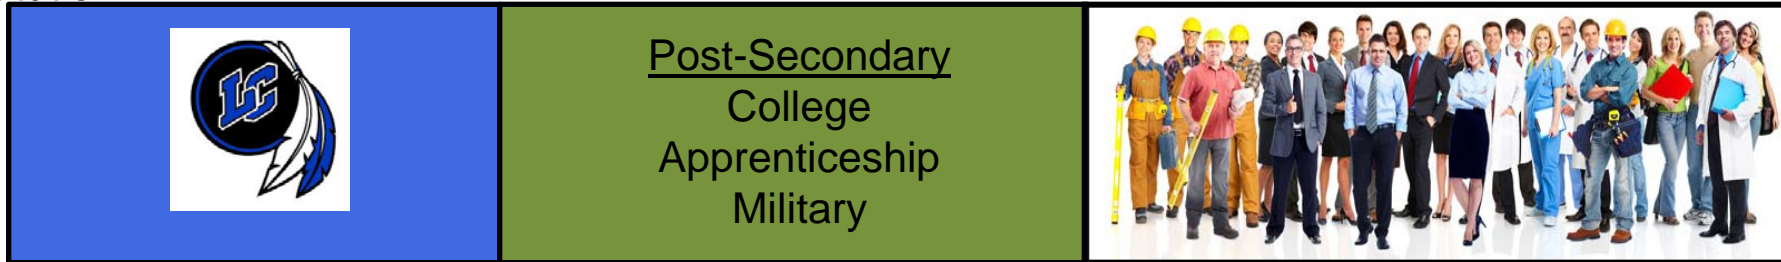 LC
Post-Secondary
College
Apprenticeship
Military